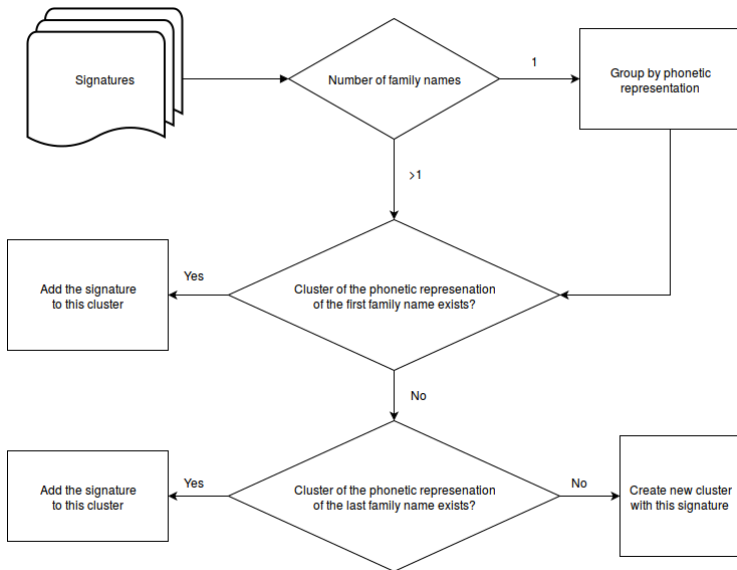 Signatures
Number of family names
1
Group by phonetic
representation
>1
Add the signature
to this cluster
Yes
Cluster of the phonetic represenation
of the first family name exists?
No
Add the signature
to this cluster
Yes
Cluster of the phonetic represenation
of the last family name exists?
No
Create new cluster
with this signature